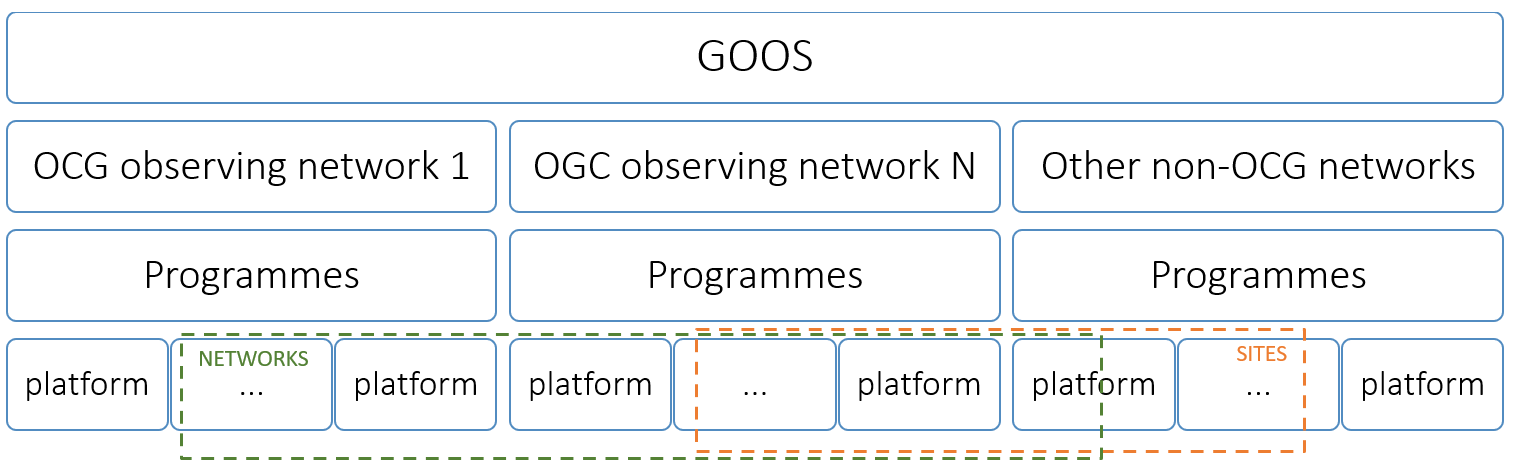 GOOS
OCG observing network 1
OGC observing network N
Other non-OCG networks
Programmes
Programmes
Programmes
NETWORKS
SITES
platform
...
platform
platform
...
platform
platform
...
platform